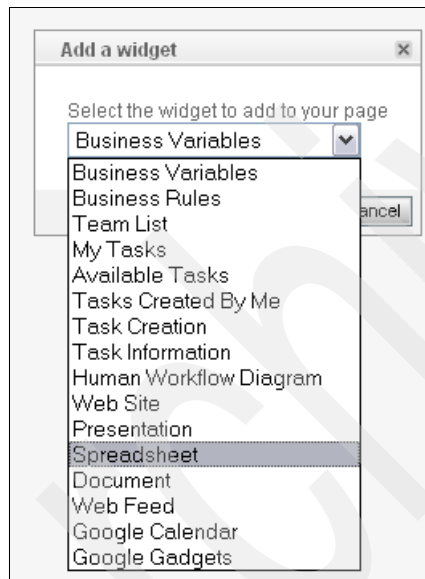 Add a widget
Select the widget to add to your page
Business Variables
Business Variables
Business Rules
Team List
ancel
My Tasks
Available Tasks
Tasks Created By Me
Task Creation
Task Information
Human Workflow Diagram
Web Site
Presentation
Spreadsheet
Document
Web Feed
Google Calendar
Google Gadgets